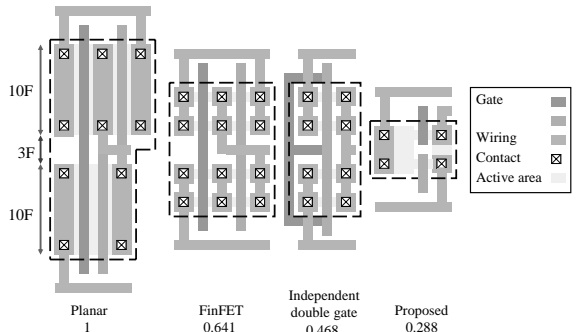 10F
3F
10F
Gate
Wiring
Contact
Active area
Planar
1
FinFET
0.641
Independent
double gate
0.468
Proposed
0.288